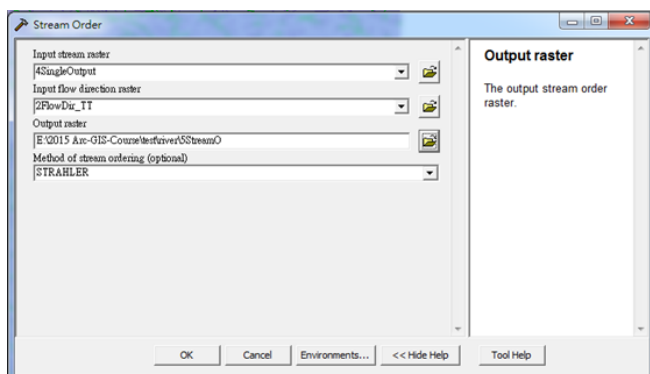 Stream Order
Input stream raster
4SingleOutput
Input flow direction raster
2FlowDir_TT
Output raster
E:\2015 Arc-GIS-Course\test\river\5StreamO
Method of stream ordering (optional)
STRAHLER
Output raster
The output stream order
raster.
OK
Cancel
Environments...
<< Hide Help
Tool Help